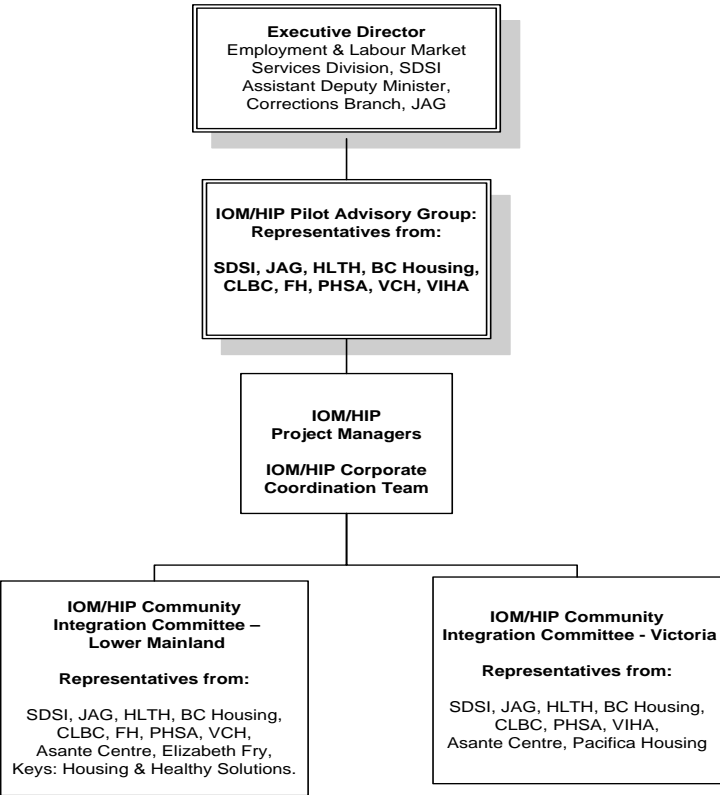 Executive Director
Employment & Labour Market
Services Division, SDSI
Assistant Deputy Minister,
Corrections Branch, JAG
IOM/HIP Pilot Advisory Group:
Representatives from:
SDSI, JAG, HLTH, BC Housing,
CLBC, FH, PHSA, VCH, VIHA
IOM/HIP
Project Managers
IOM/HIP Corporate
Coordination Team
IOM/HIP Community
Integration Committee –
Lower Mainland
Representatives from:
SDSI, JAG, HLTH, BC Housing,
CLBC, FH, PHSA, VCH,
Asante Centre, Elizabeth Fry,
Keys: Housing & Healthy Solutions.
IOM/HIP Community
Integration Committee - Victoria
Representatives from:
SDSI, JAG, HLTH, BC Housing,
CLBC, PHSA, VIHA,
Asante Centre, Pacifica Housing